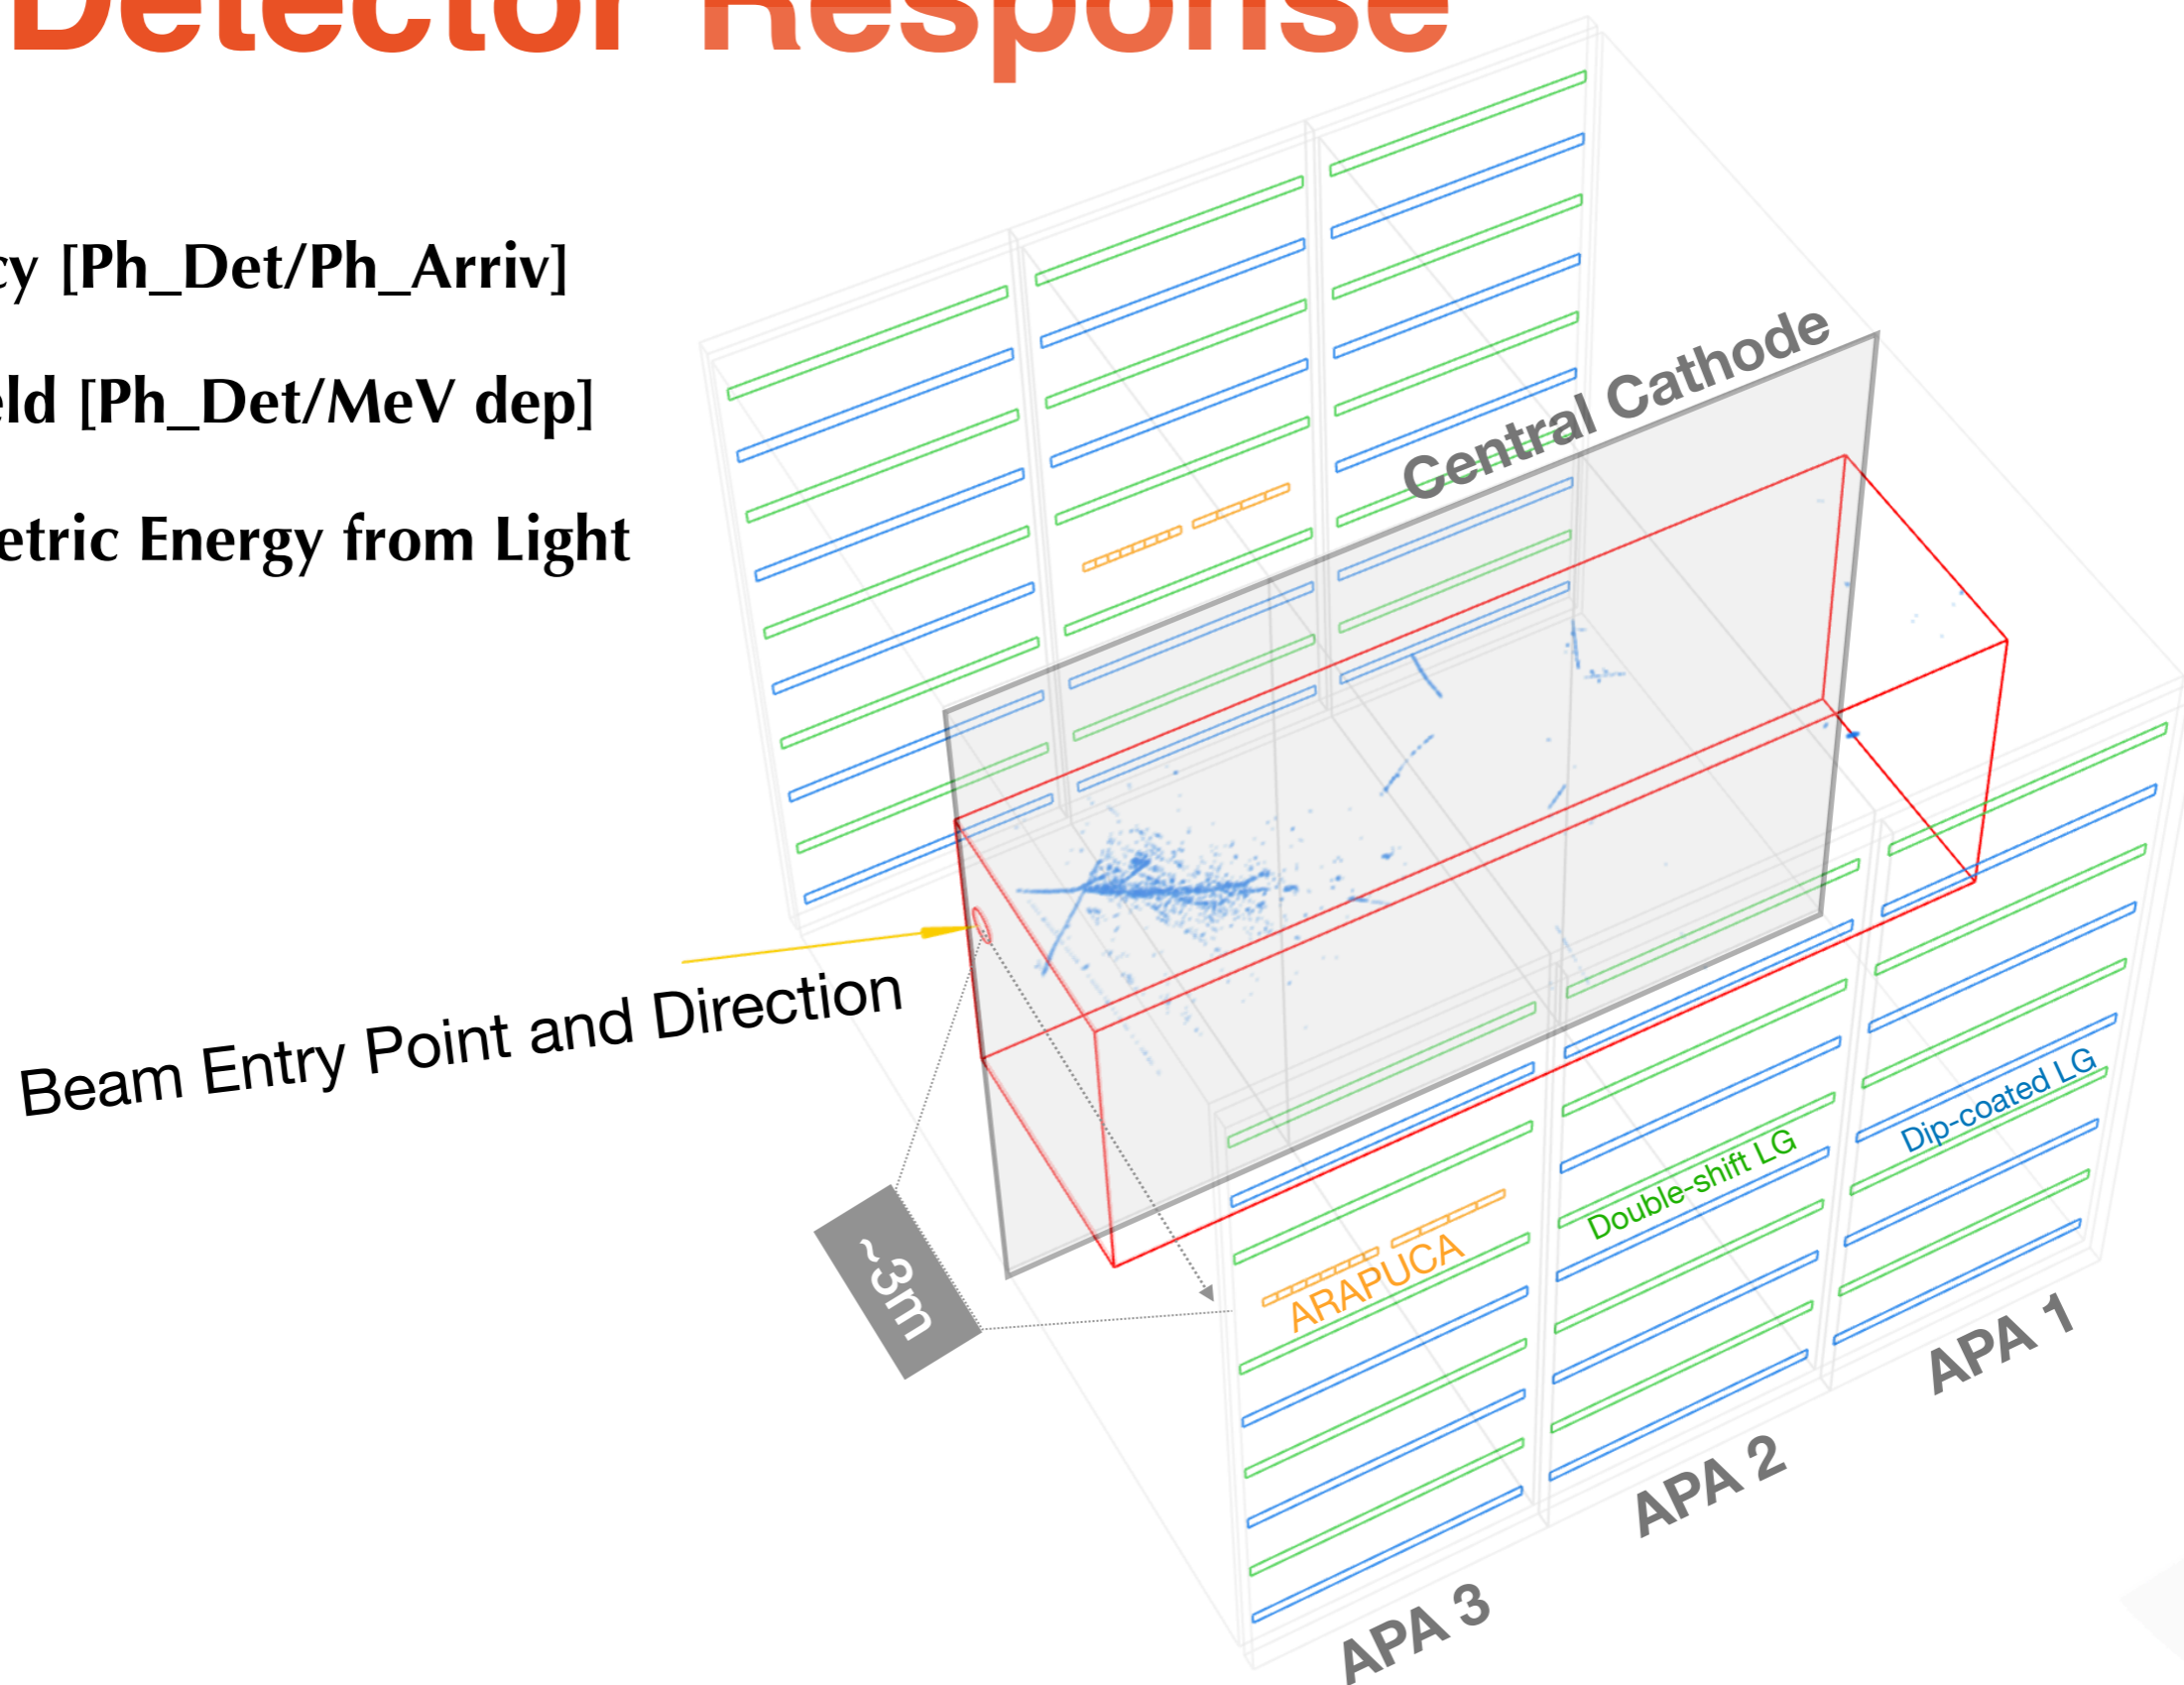 Detector Response
cy [Ph_Det/Ph_Arriv]
eld [Ph_Det/MeV dep]
etric Energy from Light
Central Cathode
Beam Entry Point and Direction
~3m
Dip-coated LG
Double-shift LG
ARAPUCA
APA 1
APA 2
APA 3